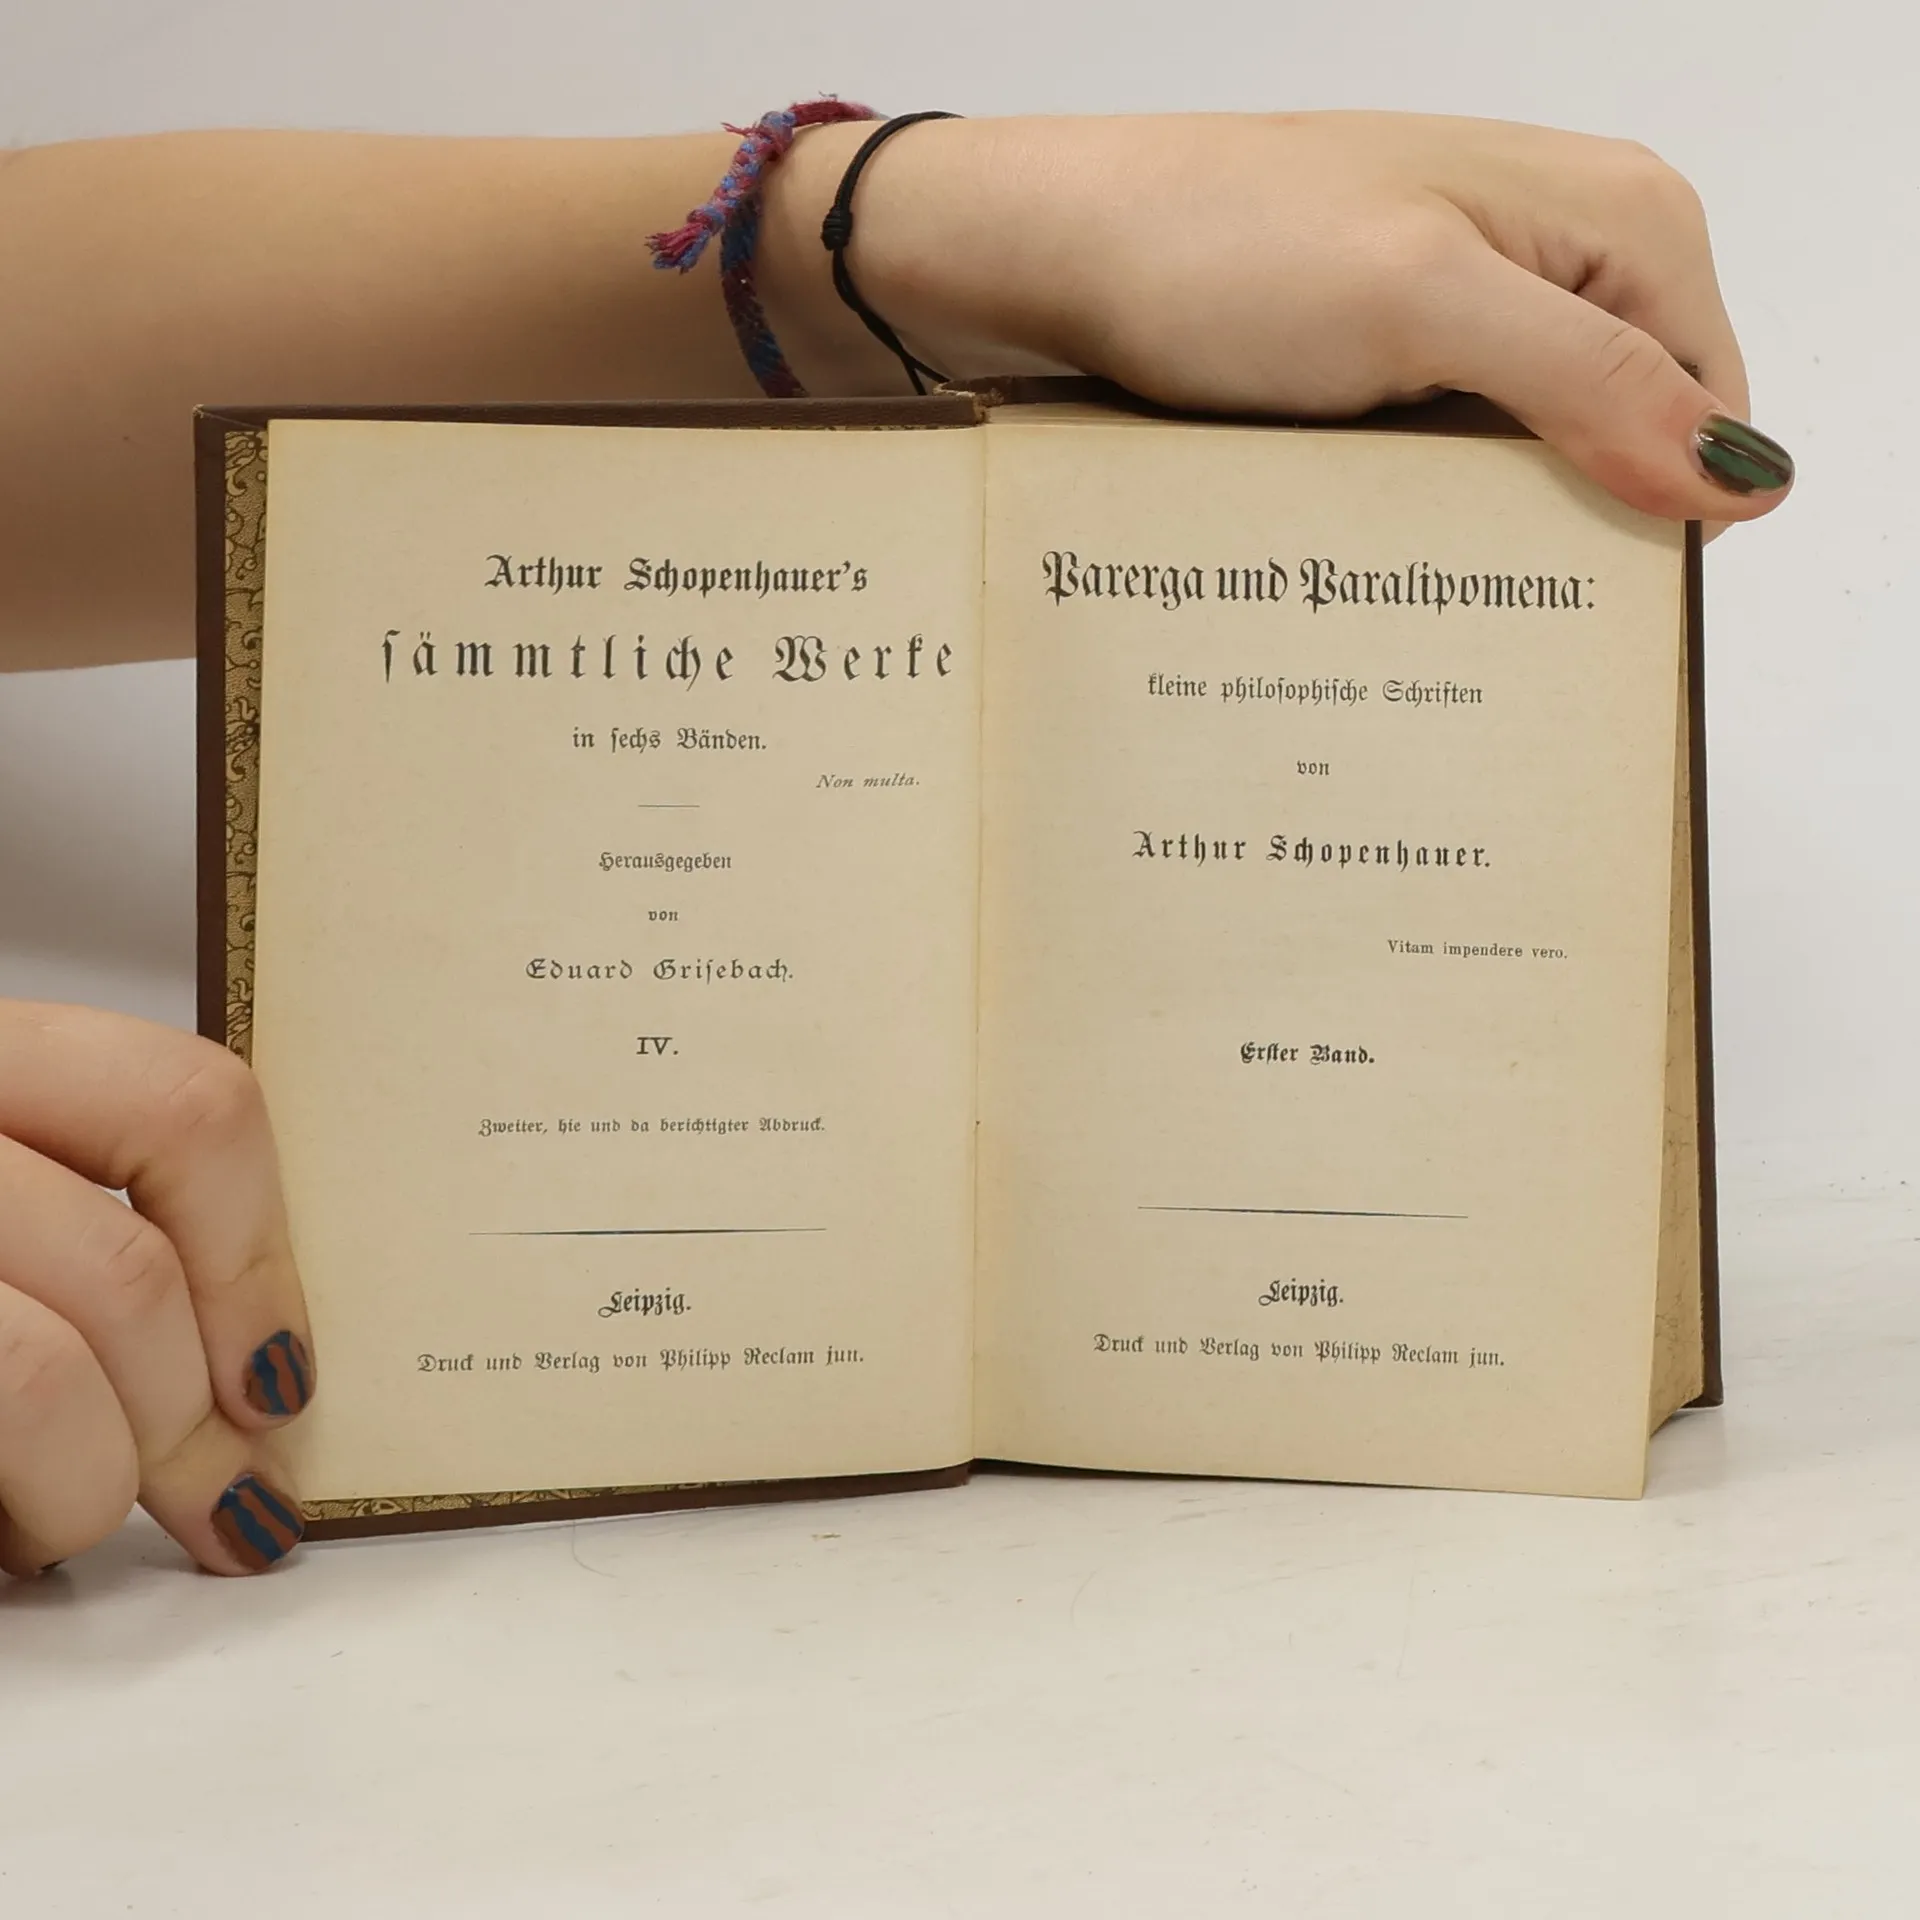 Arthur Schopenhauer's
ſämmtliche Werke
in ſechs Bänden.
Non multa.
Herausgegeben
von
Eduard Griſebach.
IV.
Zweiter, hie und da berichtigter Abdruck.
Leipzig.
Druck und Verlag von Philipp Reclam jun.
Parerga und Paralipomena:
kleine philoſophiſche Schriften
von
Arthur Schopenhauer.
Vitam impendere vero.
Erſter Band.
Leipzig.
Druck und Verlag von Philipp Reclam jun.